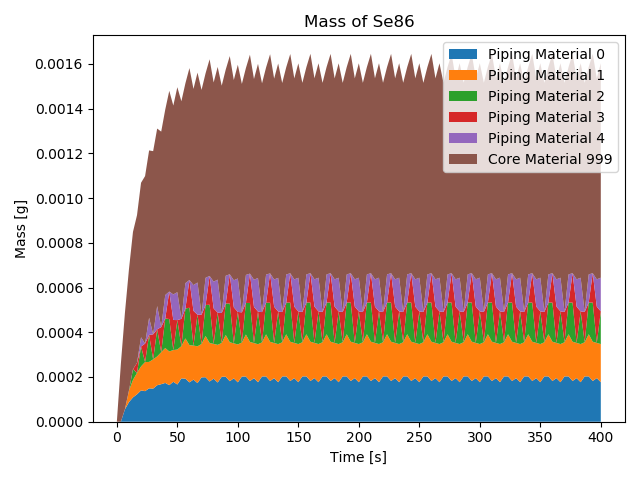 Mass of Se86
Piping Material 0
Piping Material 1
Piping Material 2
Piping Material 3
Piping Material 4
Core Material 999
Mass [g]
0.0016
0.0014
0.0012
0.0010
0.0008
0.0006
0.0004
0.0002
0.0000
0 50 100 150 200 250 300 350 400
Time [s]